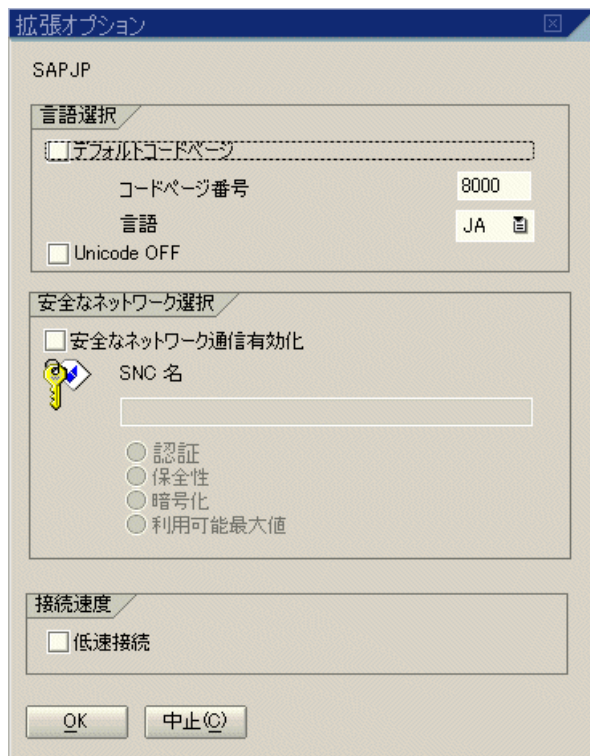 拡張オプション
SAPJP
言語選択
デフォルトコードページ
コードページ番号 8000
言語 JA
Unicode OFF
安全なネットワーク選択
安全なネットワーク通信有効化
SNC 名
認証
保全性
暗号化
利用可能最大値
接続速度
低速接続
OK 中止(C)